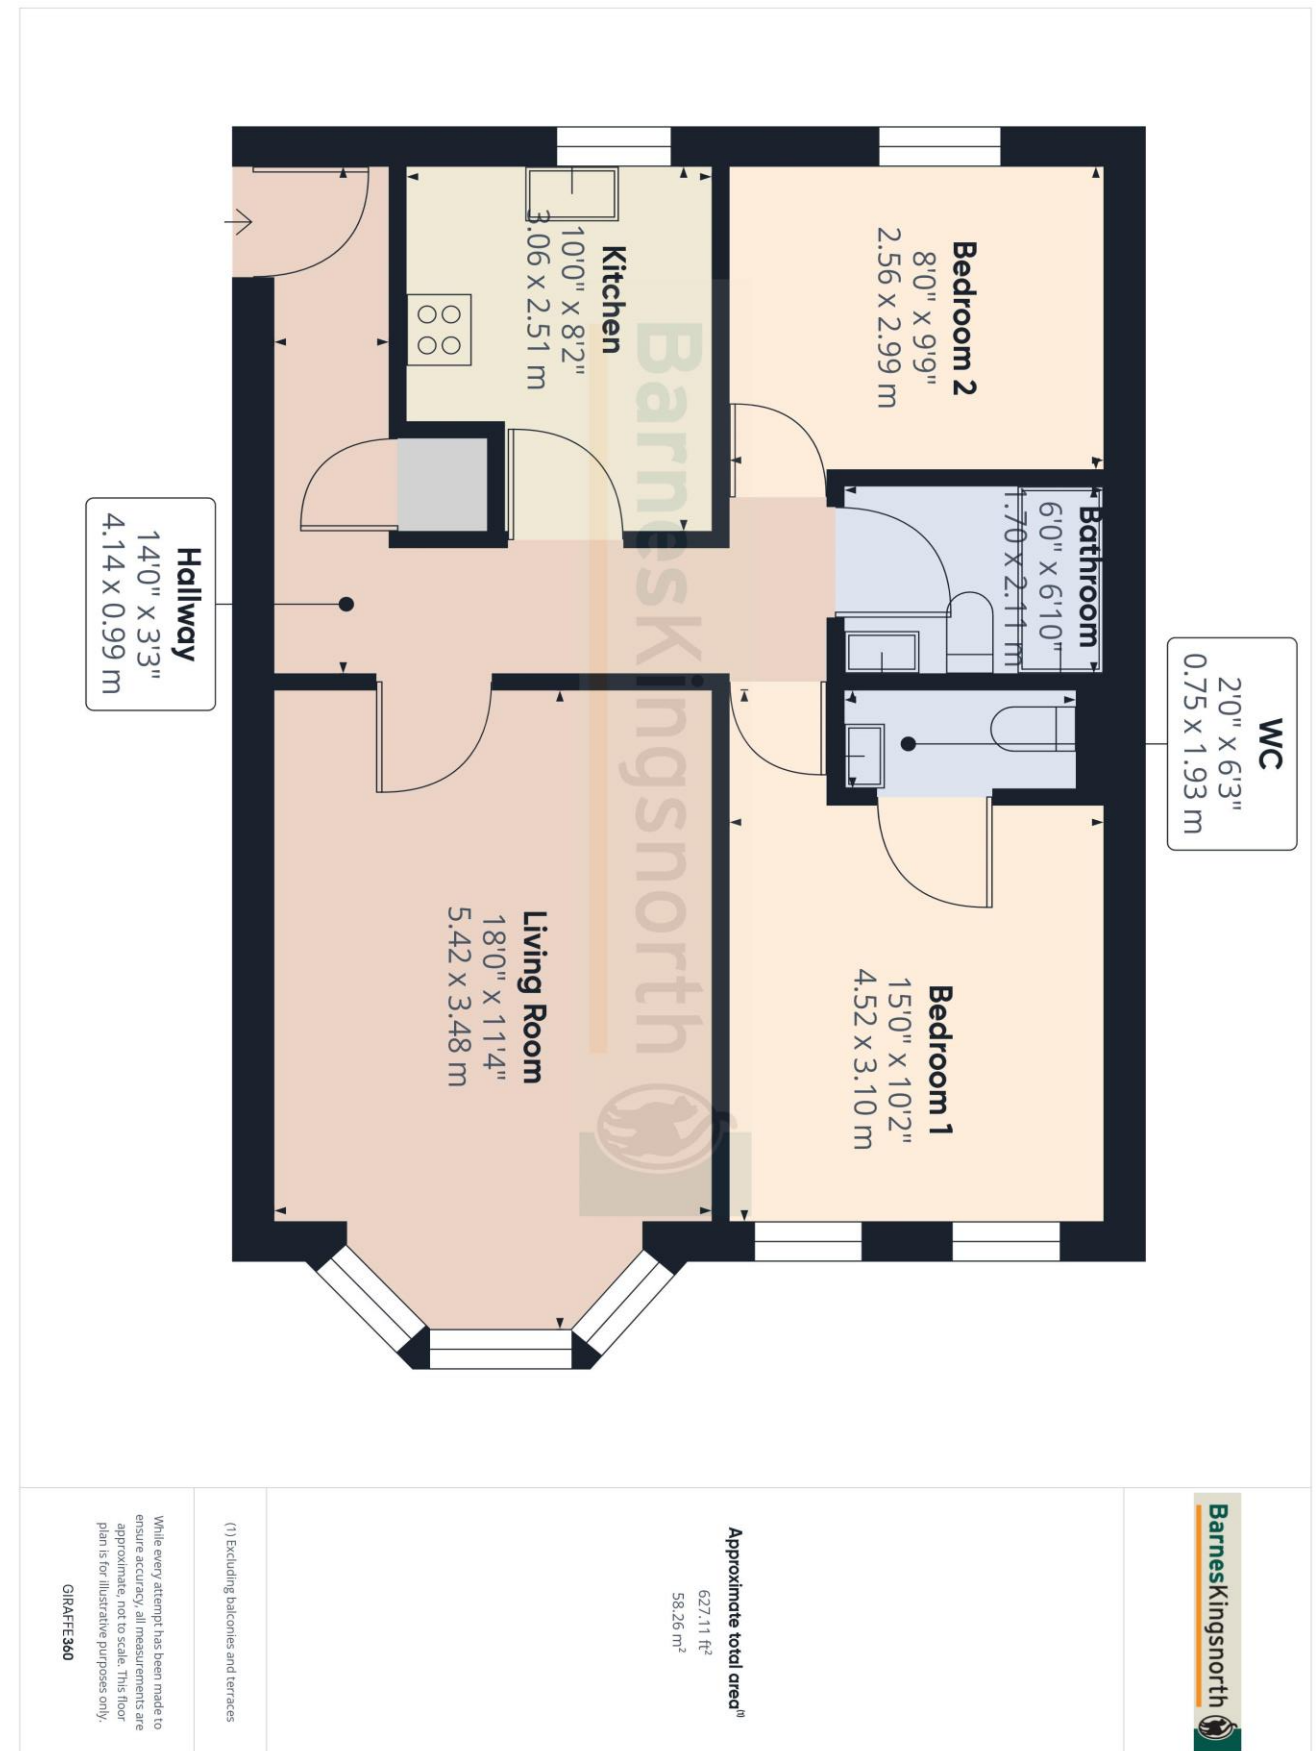 WC
2'0" x 6'3"
0.75 x 1.93 m
Bathroom
6'0" x 6'10"
1.70 x 2.11 m
Bedroom 2
8'0" x 9'9"
2.56 x 2.99 m
Bedroom 1
15'0" x 10'2"
4.52 x 3.10 m
Kitchen
10'0" x 8'2"
3.06 x 2.51 m
BarnesKingsnorth
Living Room
18'0" x 11'4"
5.42 x 3.48 m
Hallway
14'0" x 3'3"
4.14 x 0.99 m
BarnesKingsnorth
Approximate total area(1)
627.11 ft²
58.26 m²
(1) Excluding balconies and terraces
While every attempt has been made to
ensure accuracy, all measurements are
approximate, not to scale. This floor
plan is for illustrative purposes only.
GIRAFFE360